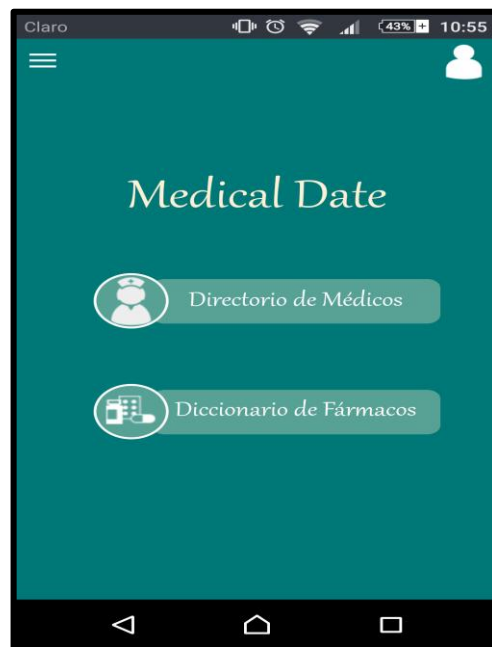 Claro 43% 10:55
Medical Date
Directorio de Médicos
Diccionario de Fármacos